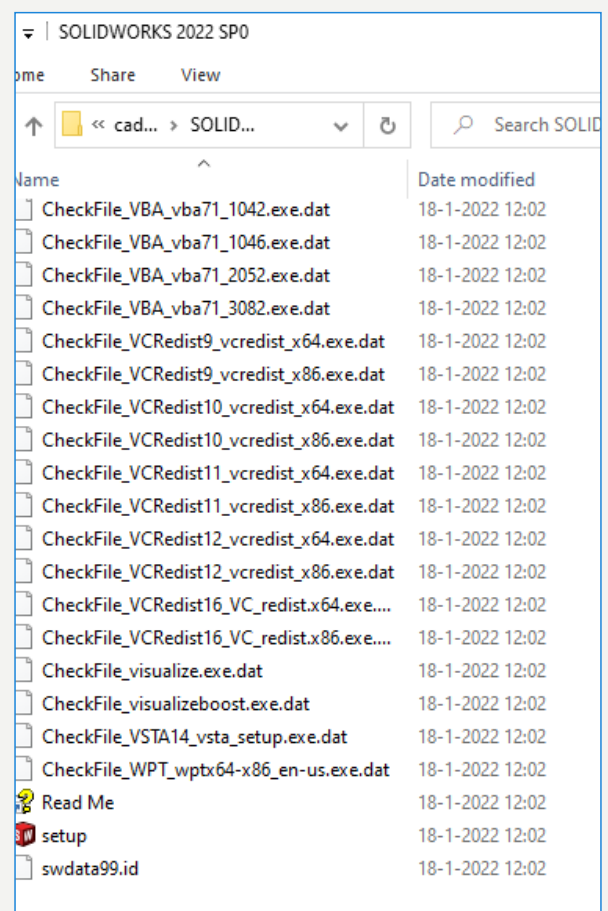 SOLIDWORKS 2022 SP0
ome Share View
« cad... > SOLID... Search SOLID
Name Date modified
CheckFile_VBA_vba71_1042.exe.dat 18-1-2022 12:02
CheckFile_VBA_vba71_1046.exe.dat 18-1-2022 12:02
CheckFile_VBA_vba71_2052.exe.dat 18-1-2022 12:02
CheckFile_VBA_vba71_3082.exe.dat 18-1-2022 12:02
CheckFile_VCRedist9_vcredist_x64.exe.dat 18-1-2022 12:02
CheckFile_VCRedist9_vcredist_x86.exe.dat 18-1-2022 12:02
CheckFile_VCRedist10_vcredist_x64.exe.dat 18-1-2022 12:02
CheckFile_VCRedist10_vcredist_x86.exe.dat 18-1-2022 12:02
CheckFile_VCRedist11_vcredist_x64.exe.dat 18-1-2022 12:02
CheckFile_VCRedist11_vcredist_x86.exe.dat 18-1-2022 12:02
CheckFile_VCRedist12_vcredist_x64.exe.dat 18-1-2022 12:02
CheckFile_VCRedist12_vcredist_x86.exe.dat 18-1-2022 12:02
CheckFile_VCRedist16_VC_redist.x64.exe.... 18-1-2022 12:02
CheckFile_VCRedist16_VC_redist.x86.exe.... 18-1-2022 12:02
CheckFile_visualize.exe.dat 18-1-2022 12:02
CheckFile_visualizeboost.exe.dat 18-1-2022 12:02
CheckFile_VSTA14_vsta_setup.exe.dat 18-1-2022 12:02
CheckFile_WPT_wptx64-x86_en-us.exe.dat 18-1-2022 12:02
Read Me 18-1-2022 12:02
setup 18-1-2022 12:02
swdata99.id 18-1-2022 12:02